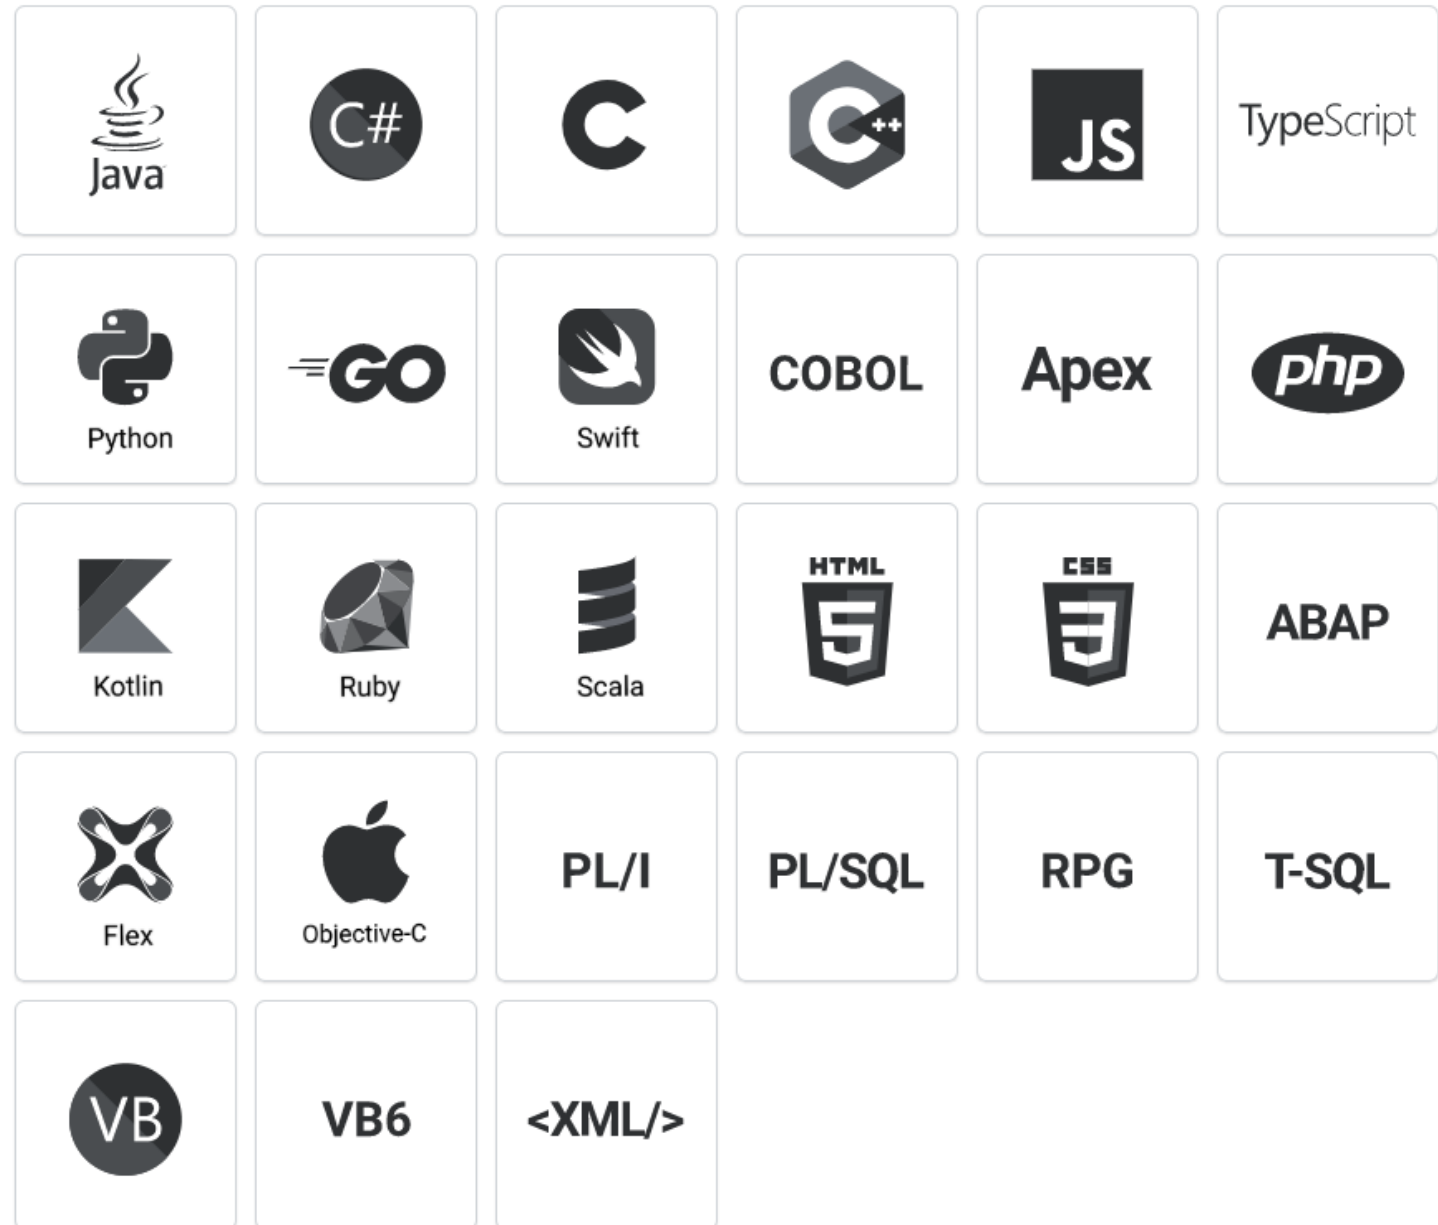 Java
C#
C
C++
JS
TypeScript
Python
GO
Swift
COBOL
Apex
php
Kotlin
Ruby
Scala
HTML
5
CSS
3
ABAP
Flex
Objective-C
PL/I
PL/SQL
RPG
T-SQL
VB
VB6
<XML/>